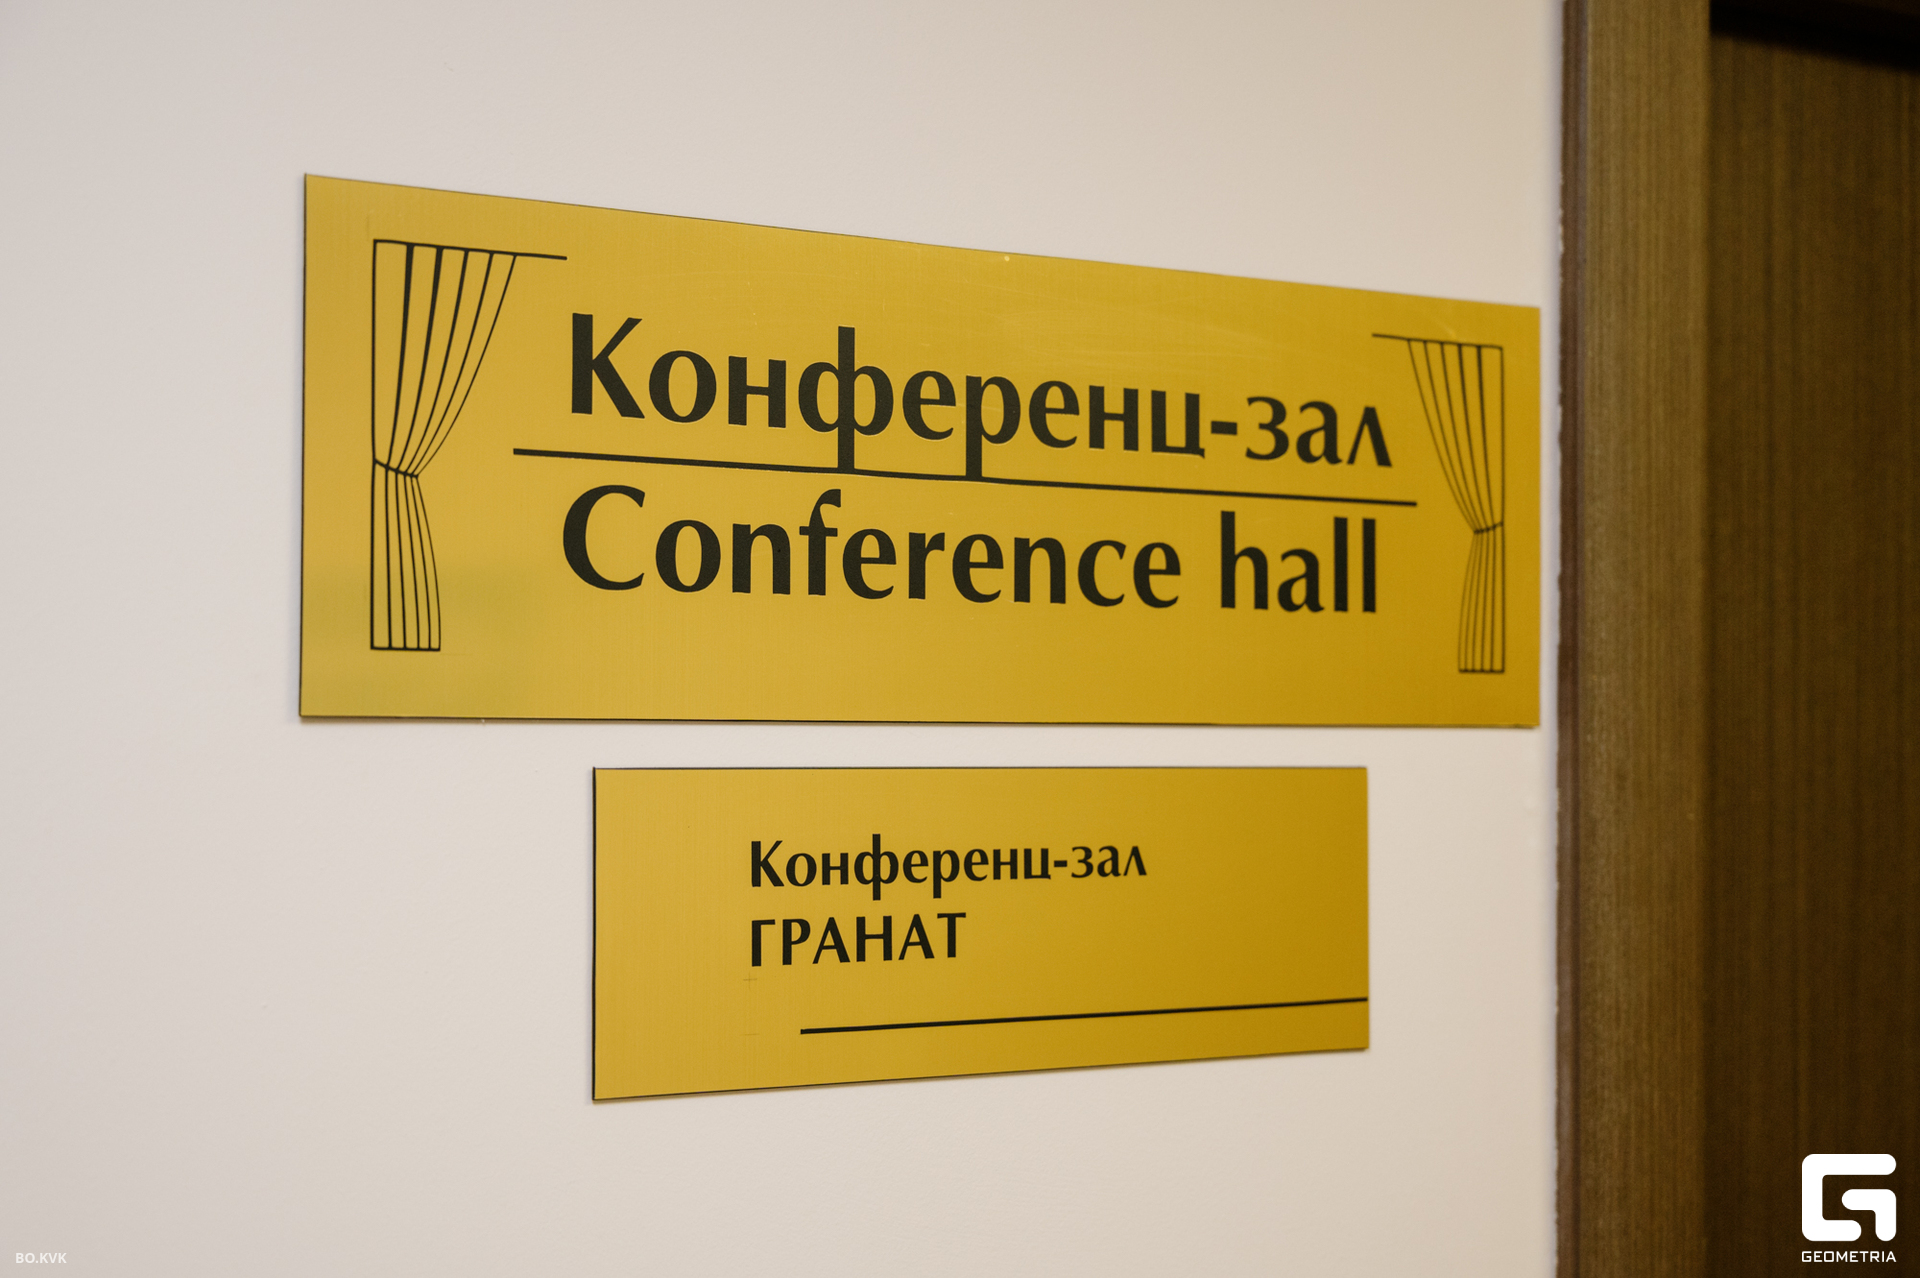 Конференц-зал
Conference hall
Конференц-зал
ГРАНАТ
BO.KVK
GEOMETRIA